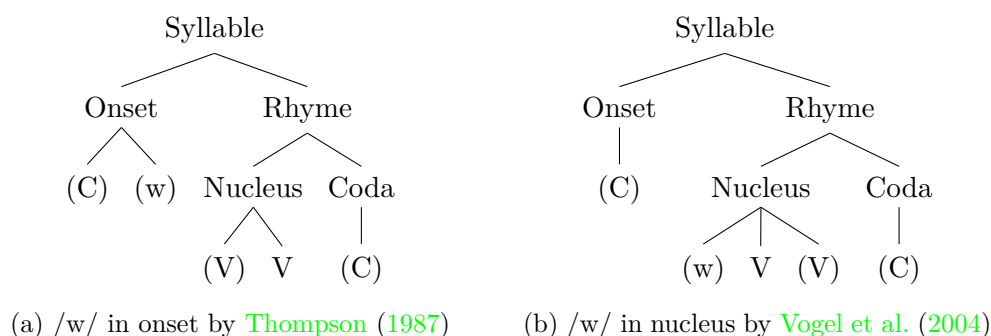 Syllable Syllable
Onset Rhyme Onset Rhyme
(C) (w) Nucleus Coda (C) Nucleus Coda
(V) V (C) (w) V (V) (C)
(a) /w/ in onset by Thompson (1987) (b) /w/ in nucleus by Vogel et al. (2004)